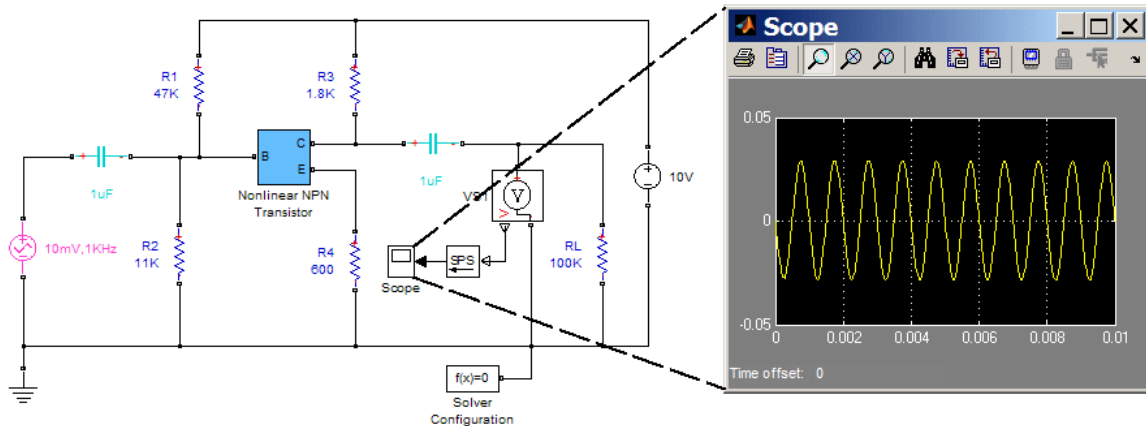 R1
47K
R3
1.8K
1uF
B
C
E
Nonlinear NPN
Transistor
1uF
10mV,1KHz
R2
11K
R4
600
VS1
V
SPS
Scope
RL
100K
10V
f(x)=0
Solver
Configuration
Scope
0.05
0
-0.05
0
0.002
0.004
0.006
0.008
0.01
Time offset: 0